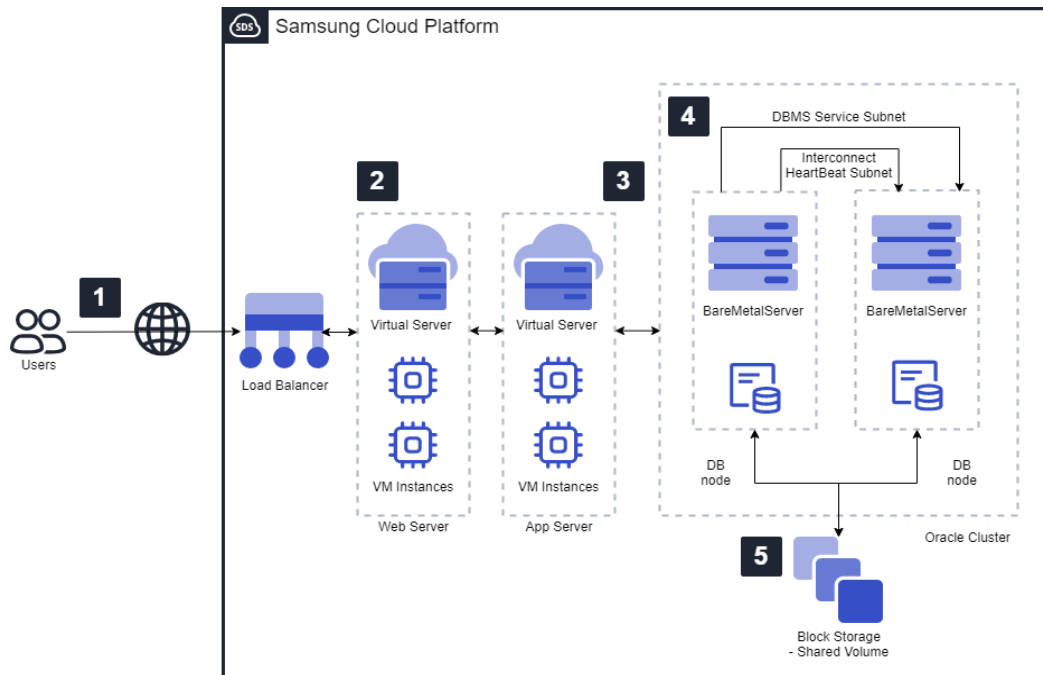 SDS
Samsung Cloud Platform
4
DBMS Service Subnet
Interconnect
HeartBeat Subnet
2
3
1
BareMetalServer
BareMetalServer
Virtual Server
Virtual Server
Users
Load Balancer
VM Instances
VM Instances
DB
node
DB
node
Web Server
App Server
Oracle Cluster
5
Block Storage
- Shared Volume